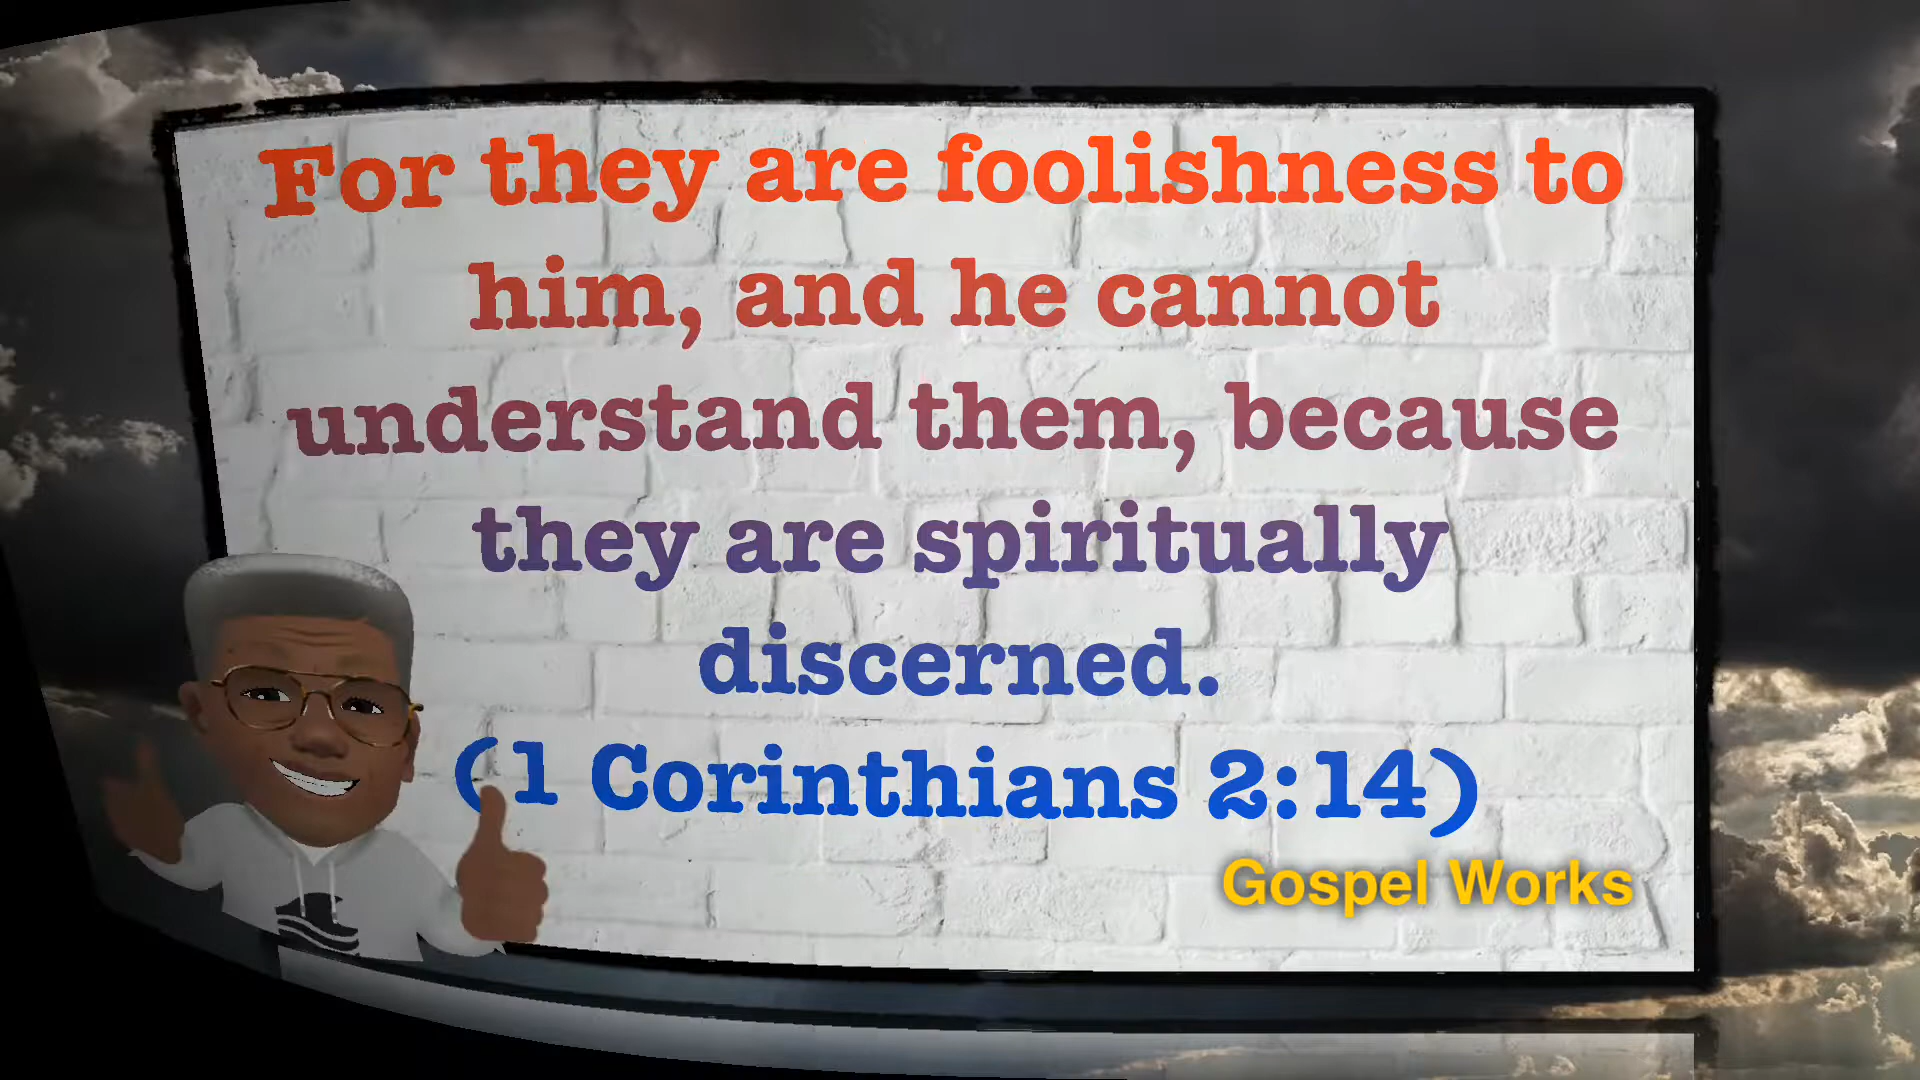 For they are foolishness to
him, and he cannot
understand them, because
they are spiritually
discerned.
(1 Corinthians 2:14)
Gospel Works